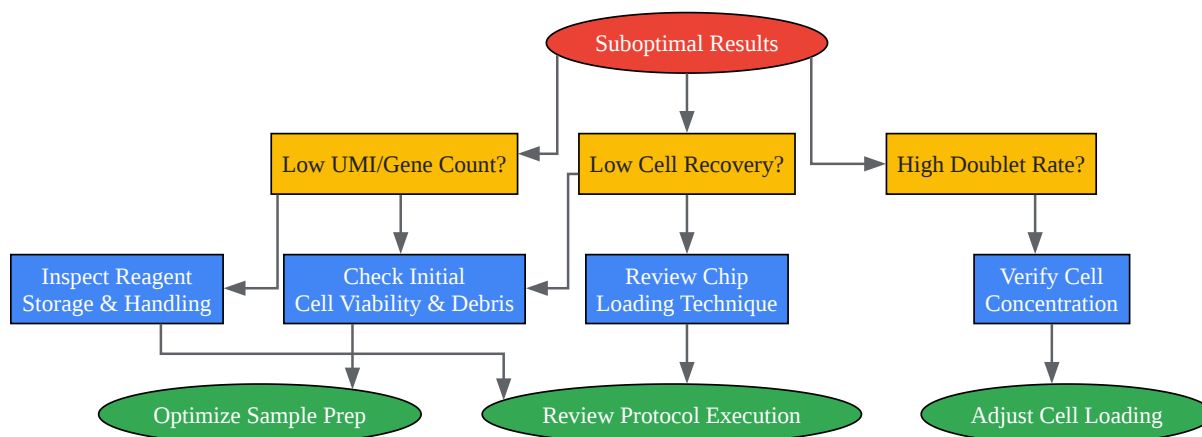 Suboptimal Results
Low UMI/Gene Count?
Low Cell Recovery?
High Doublet Rate?
Inspect Reagent
Storage & Handling
Check Initial
Cell Viability & Debris
Review Chip
Loading Technique
Verify Cell
Concentration
Optimize Sample Prep
Review Protocol Execution
Adjust Cell Loading